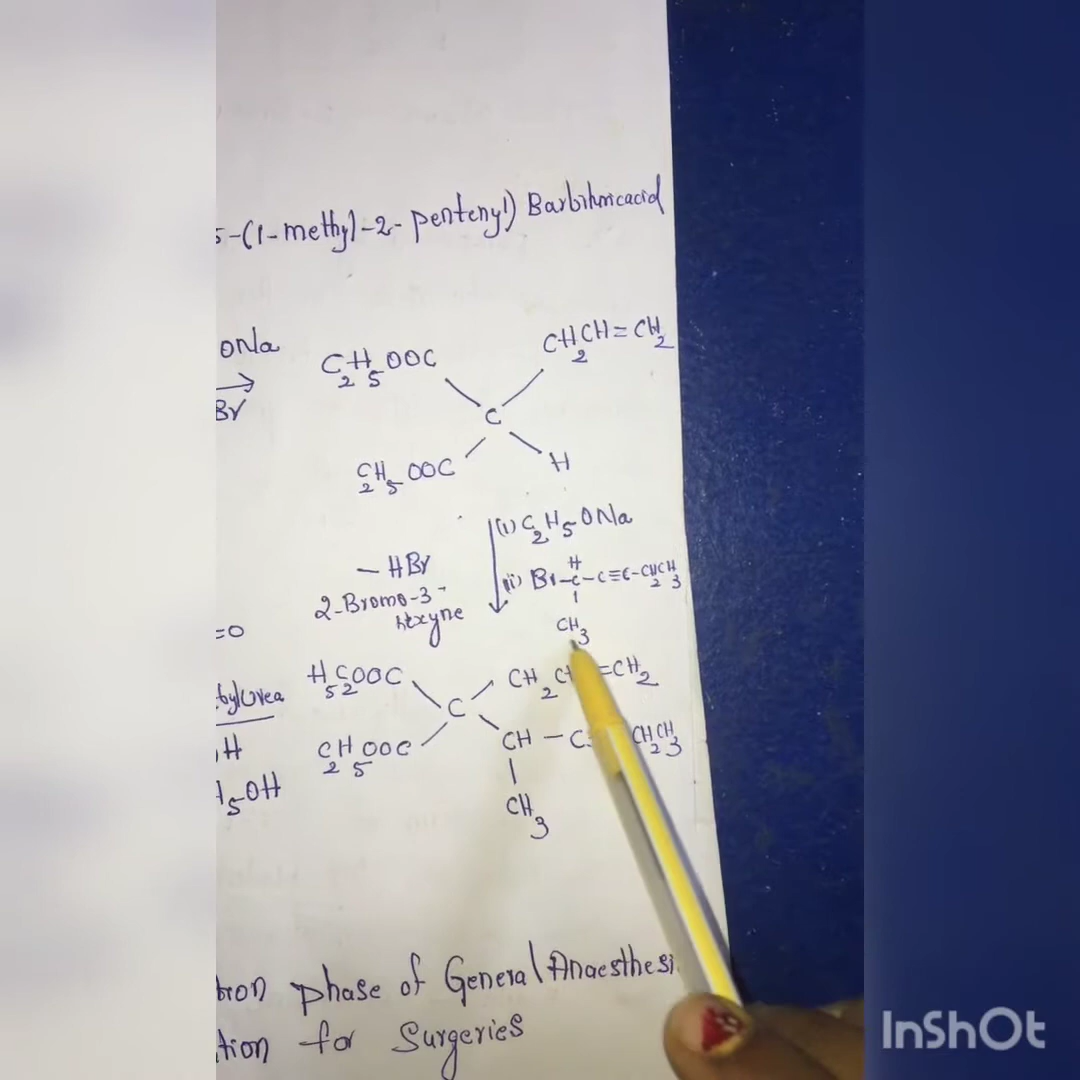 5-(1-methyl-2-pentenyl) Barbituricacid
ONa
Br
C2H5OOC
CH2CH=CH2
C
C2H5OOC
H
(i) C2H5ONa
- HBr
(ii) Br-C-C≡C-CH2CH3
H
CH3
2-Bromo-3-
hexyne
=O
H5C2OOC
CH2CH=CH2
C
C2H5OOC
CH - C
CH2CH3
CH3
H
5OH
phase of General Anaesthesi
for Surgeries
InShOt